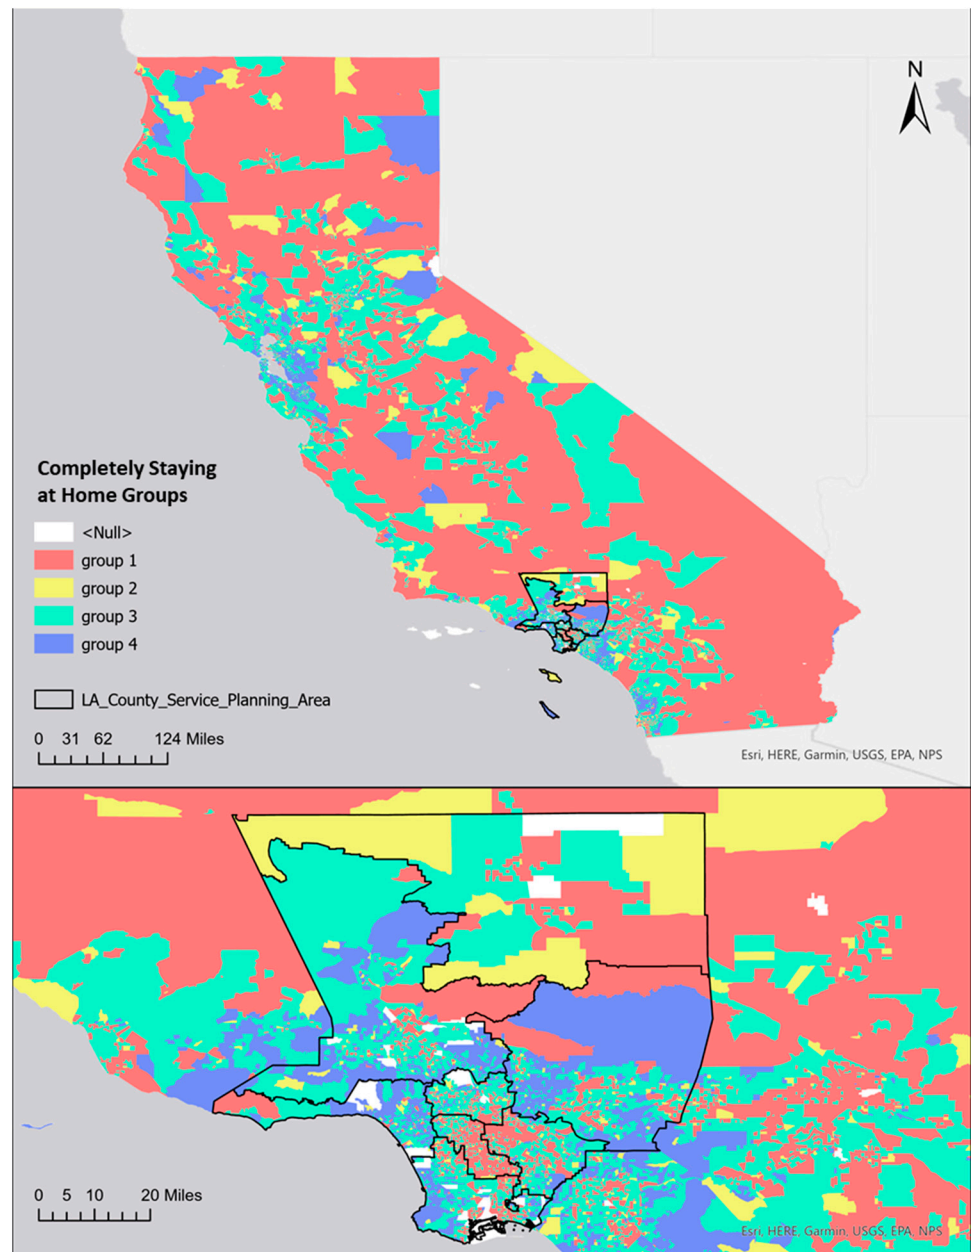 N
Completely Staying
at Home Groups
<Null>
group 1
group 2
group 3
group 4
LA_County_Service_Planning_Area
0 31 62 124 Miles
Esri, HERE, Garmin, USGS, EPA, NPS
0 5 10 20 Miles
Esri, HERE, Garmin, USGS, EPA, NPS